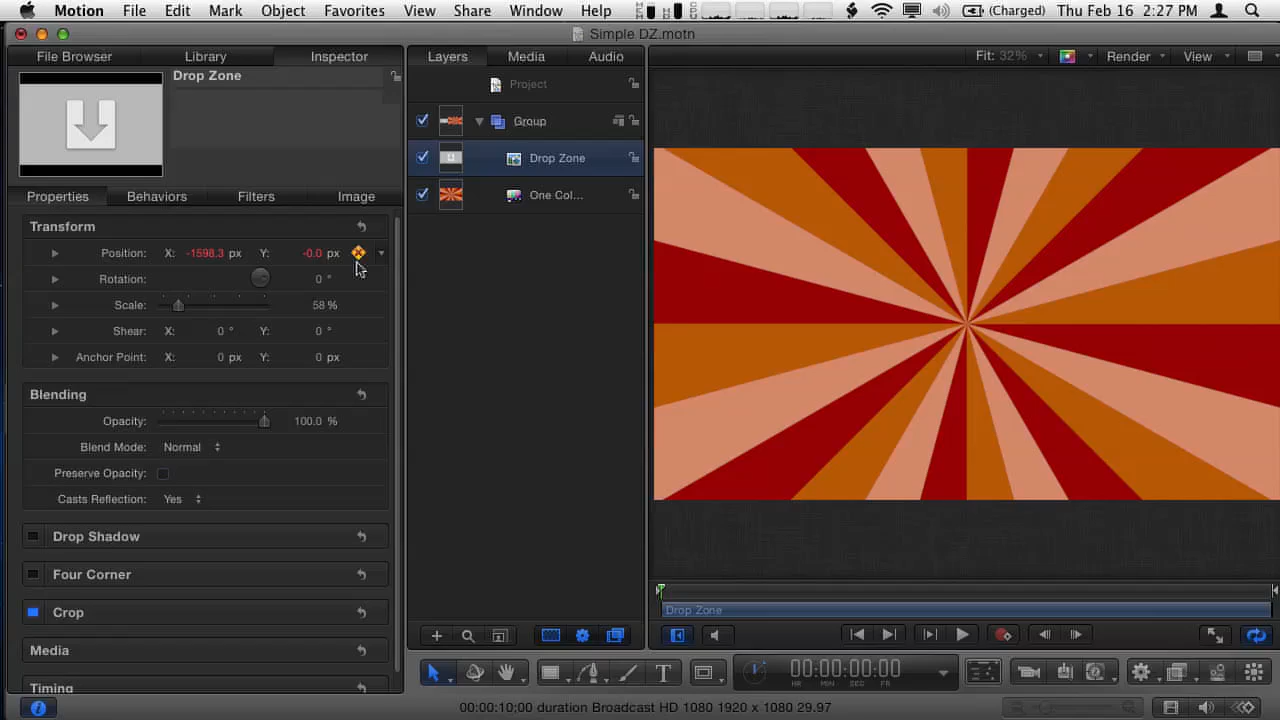 Motion File Edit Mark Object Favorites View Share Window Help (Charged) Thu Feb 16 2:27 PM
Simple DZ.motn
File Browser Library Inspector Layers Media Audio Fit: 32% Render View
Drop Zone
Project
Group
Drop Zone
One Col...
Properties Behaviors Filters Image
Transform
Position: X: -1598.3 px Y: -0.0 px
Rotation: 0 °
Scale: 58 %
Shear: X: 0 ° Y: 0 °
Anchor Point: X: 0 px Y: 0 px
Blending
Opacity: 100.0 %
Blend Mode: Normal
Preserve Opacity:
Casts Reflection: Yes
Drop Shadow
Four Corner
Crop
Media
Timing
Drop Zone
00:00:00:00
HR MIN SEC FR
00:00:10;00 duration Broadcast HD 1080 1920 x 1080 29.97